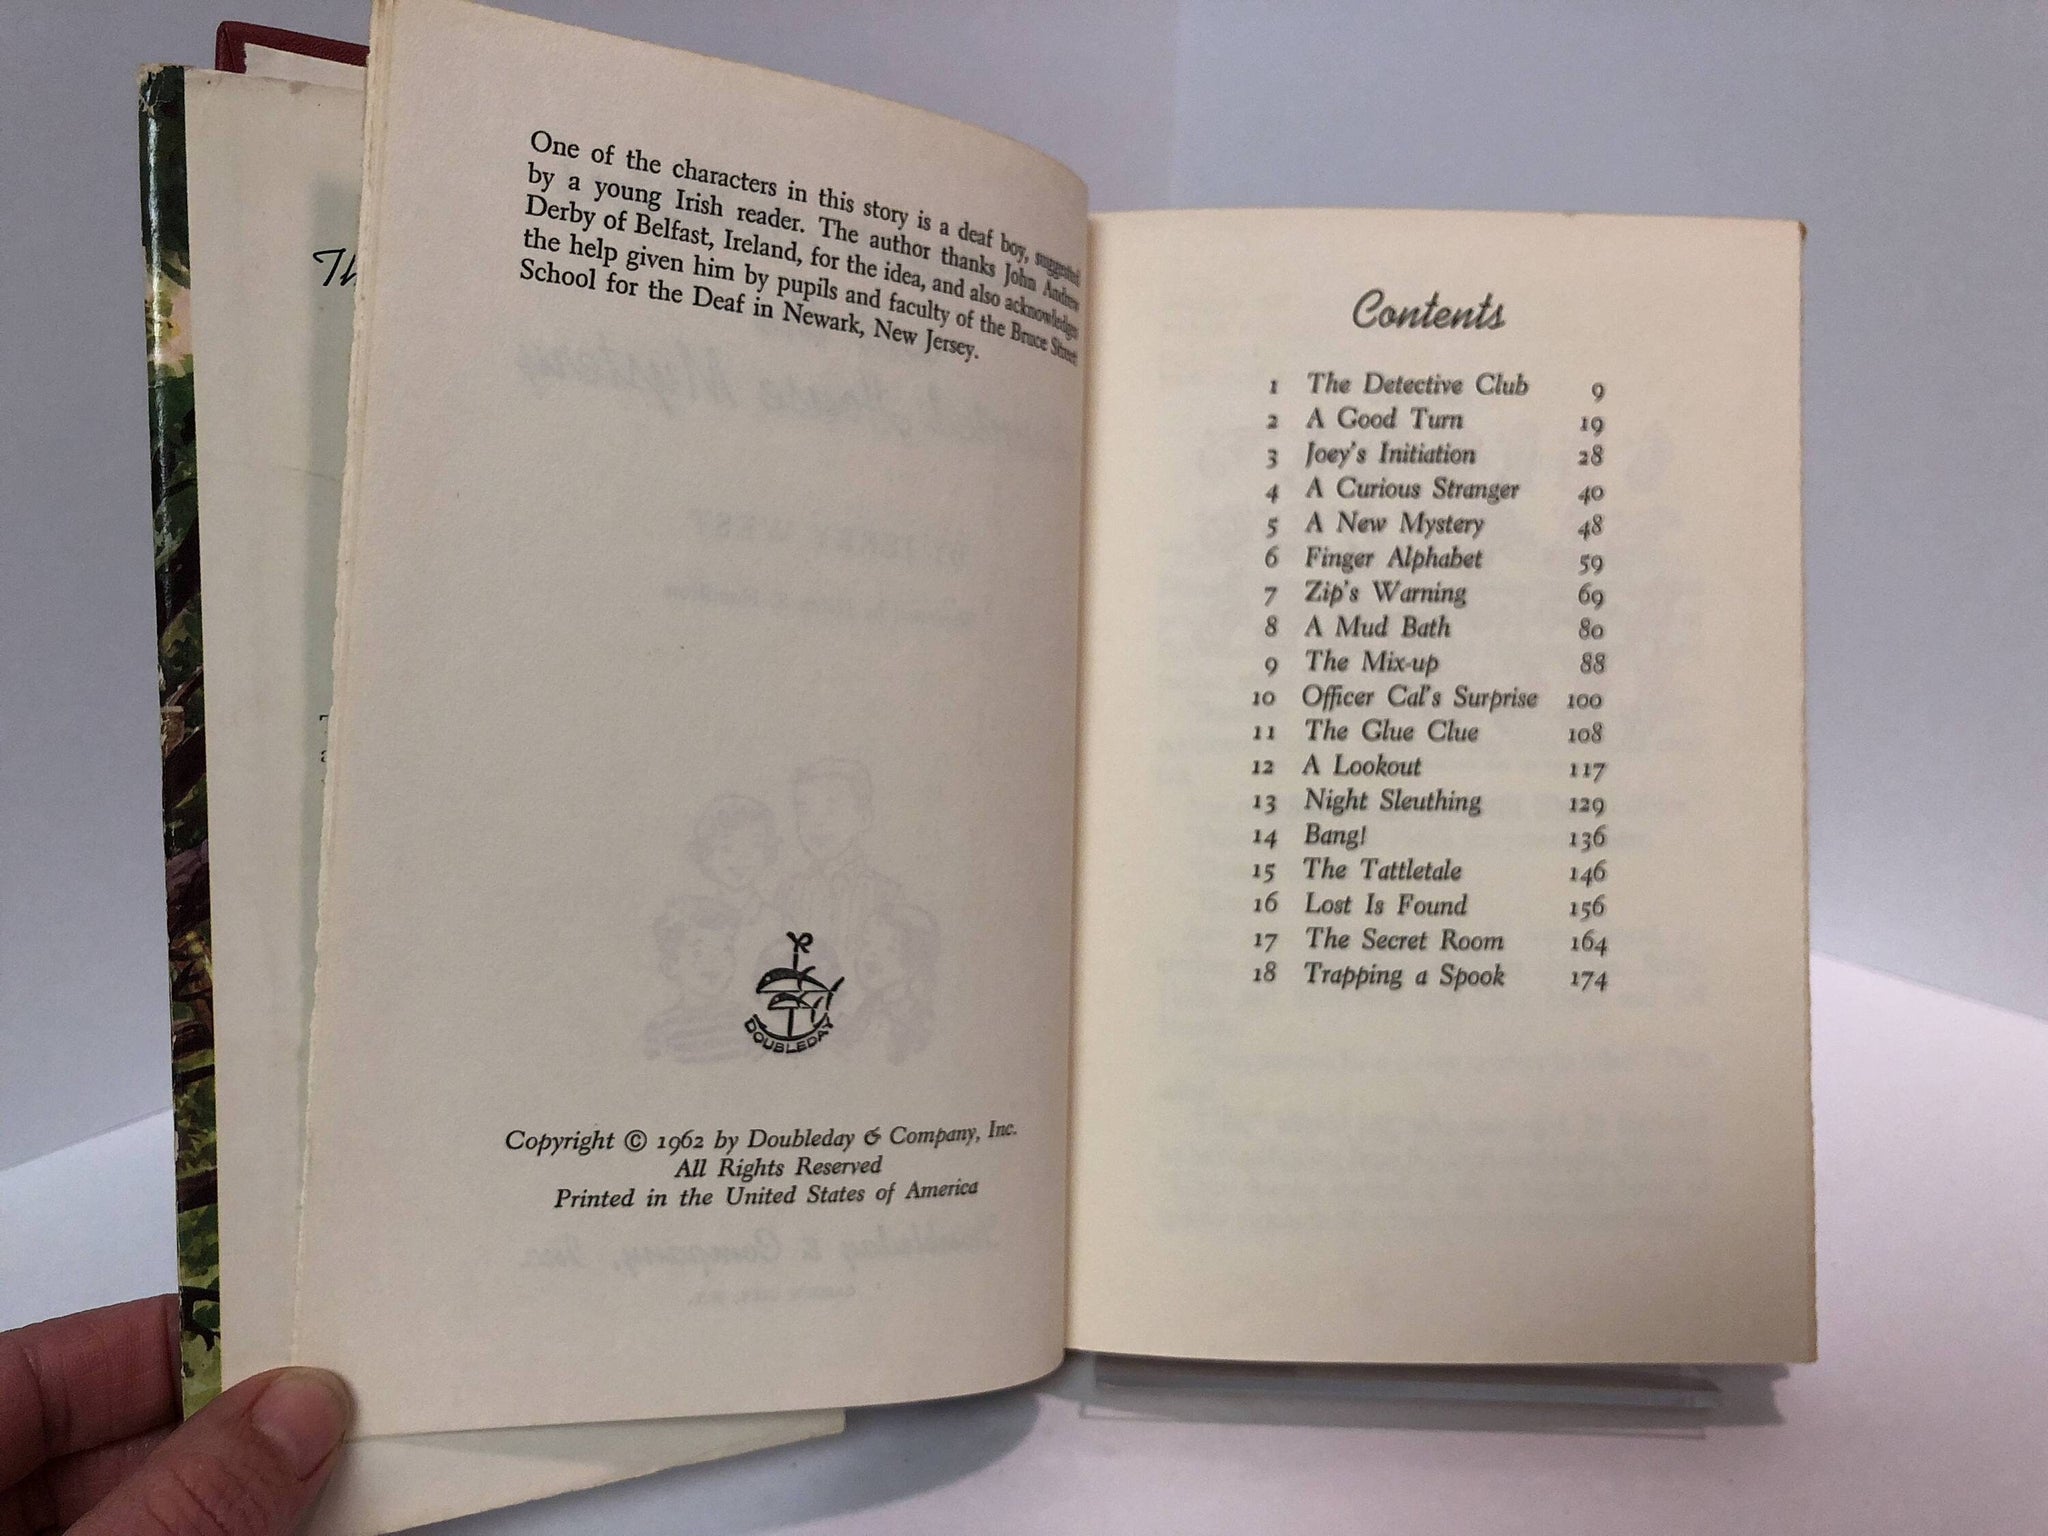 One of the characters in this story is a deaf boy, suggested
by a young Irish reader. The author thanks John Andrew
Derby of Belfast, Ireland, for the idea, and also acknowledges
the help given him by pupils and faculty of the Bruce Street
School for the Deaf in Newark, New Jersey.
DOUBLEDAY
Copyright © 1962 by Doubleday & Company, Inc.
All Rights Reserved
Printed in the United States of America
Contents
1 The Detective Club 9
2 A Good Turn 19
3 Joey's Initiation 28
4 A Curious Stranger 40
5 A New Mystery 48
6 Finger Alphabet 59
7 Zip's Warning 69
8 A Mud Bath 80
9 The Mix-up 88
10 Officer Cal's Surprise 100
11 The Glue Clue 108
12 A Lookout 117
13 Night Sleuthing 129
14 Bang! 136
15 The Tattletale 146
16 Lost Is Found 156
17 The Secret Room 164
18 Trapping a Spook 174